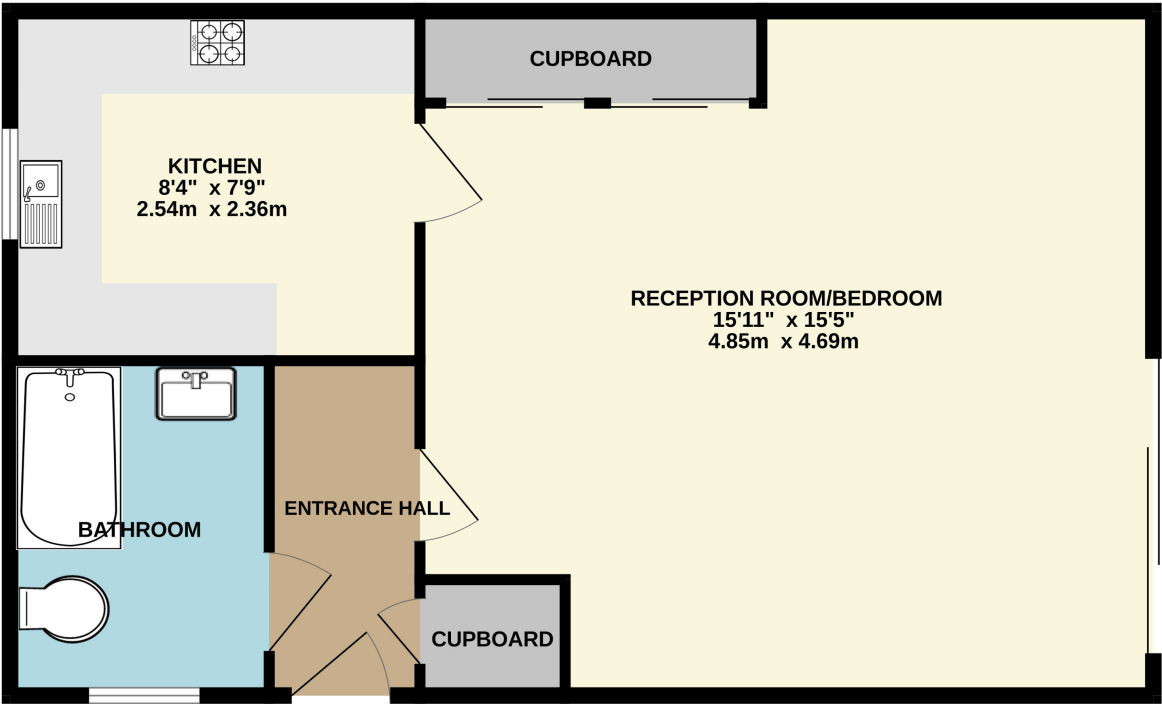 CUPBOARD
KITCHEN
8'4" x 7'9"
2.54m x 2.36m
RECEPTION ROOM/BEDROOM
15'11" x 15'5"
4.85m x 4.69m
ENTRANCE HALL
BATHROOM
CUPBOARD